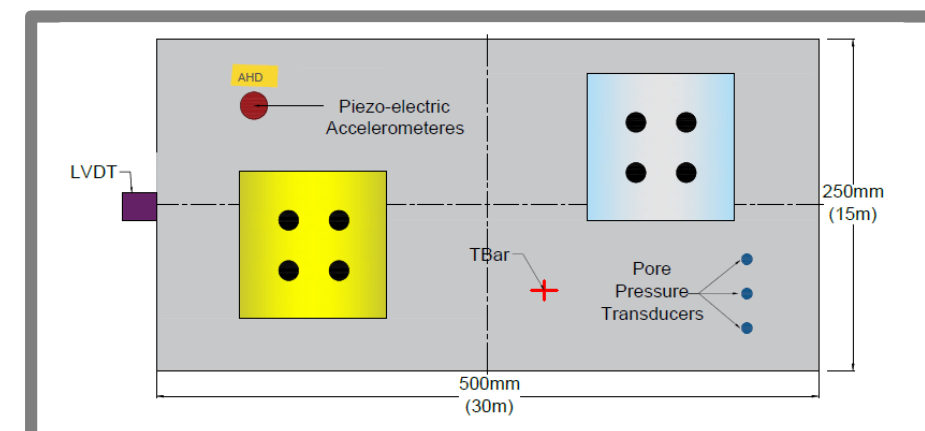 AHD
Piezo-electric
Accelerometeres
LVDT
250mm
(15m)
TBar
Pore
Pressure
Transducers
500mm
(30m)